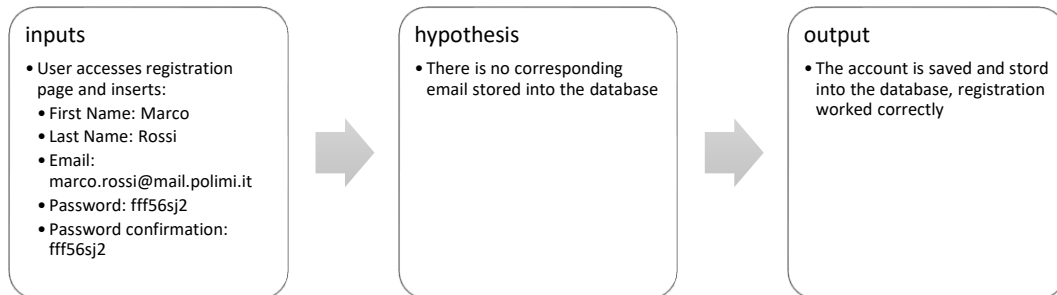 inputs
• User accesses registration
page and inserts:
• First Name: Marco
• Last Name: Rossi
• Email:
marco.rossi@mail.polimi.it
• Password: fff56sj2
• Password confirmation:
fff56sj2
hypothesis
• There is no corresponding
email stored into the database
output
• The account is saved and stord
into the database, registration
worked correctly